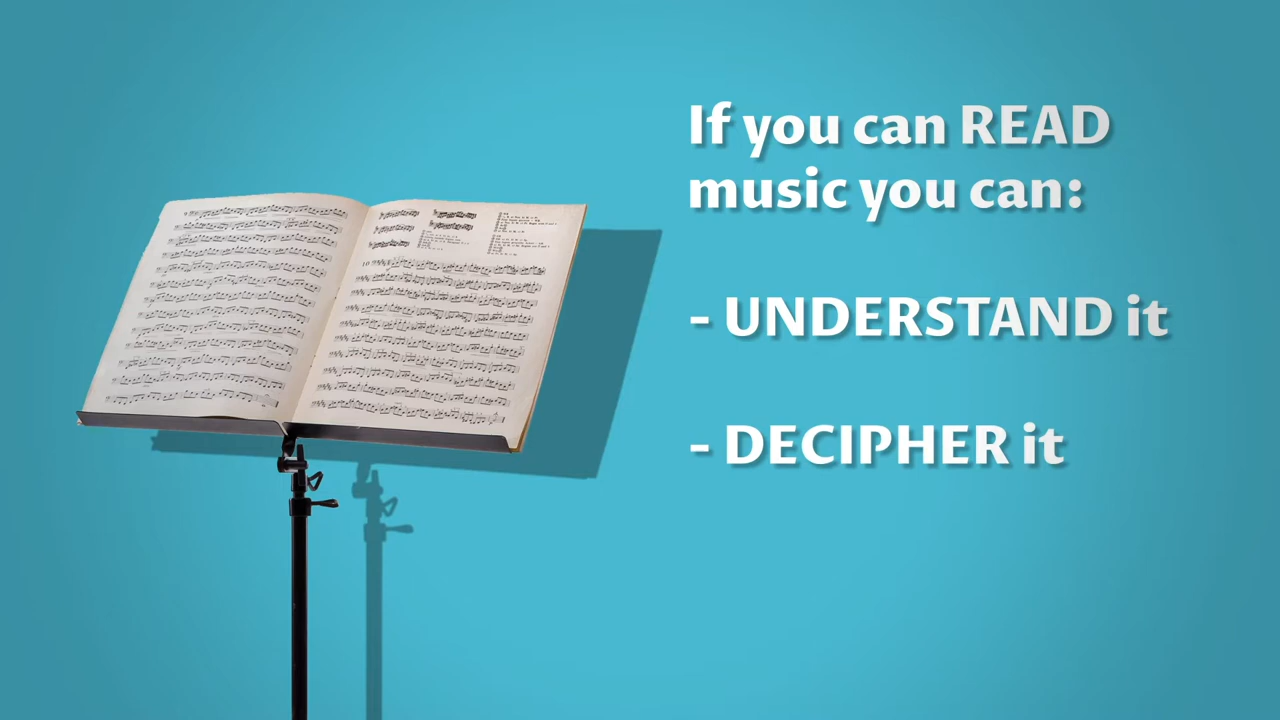 If you can READ
music you can:
- UNDERSTAND it
- DECIPHER it